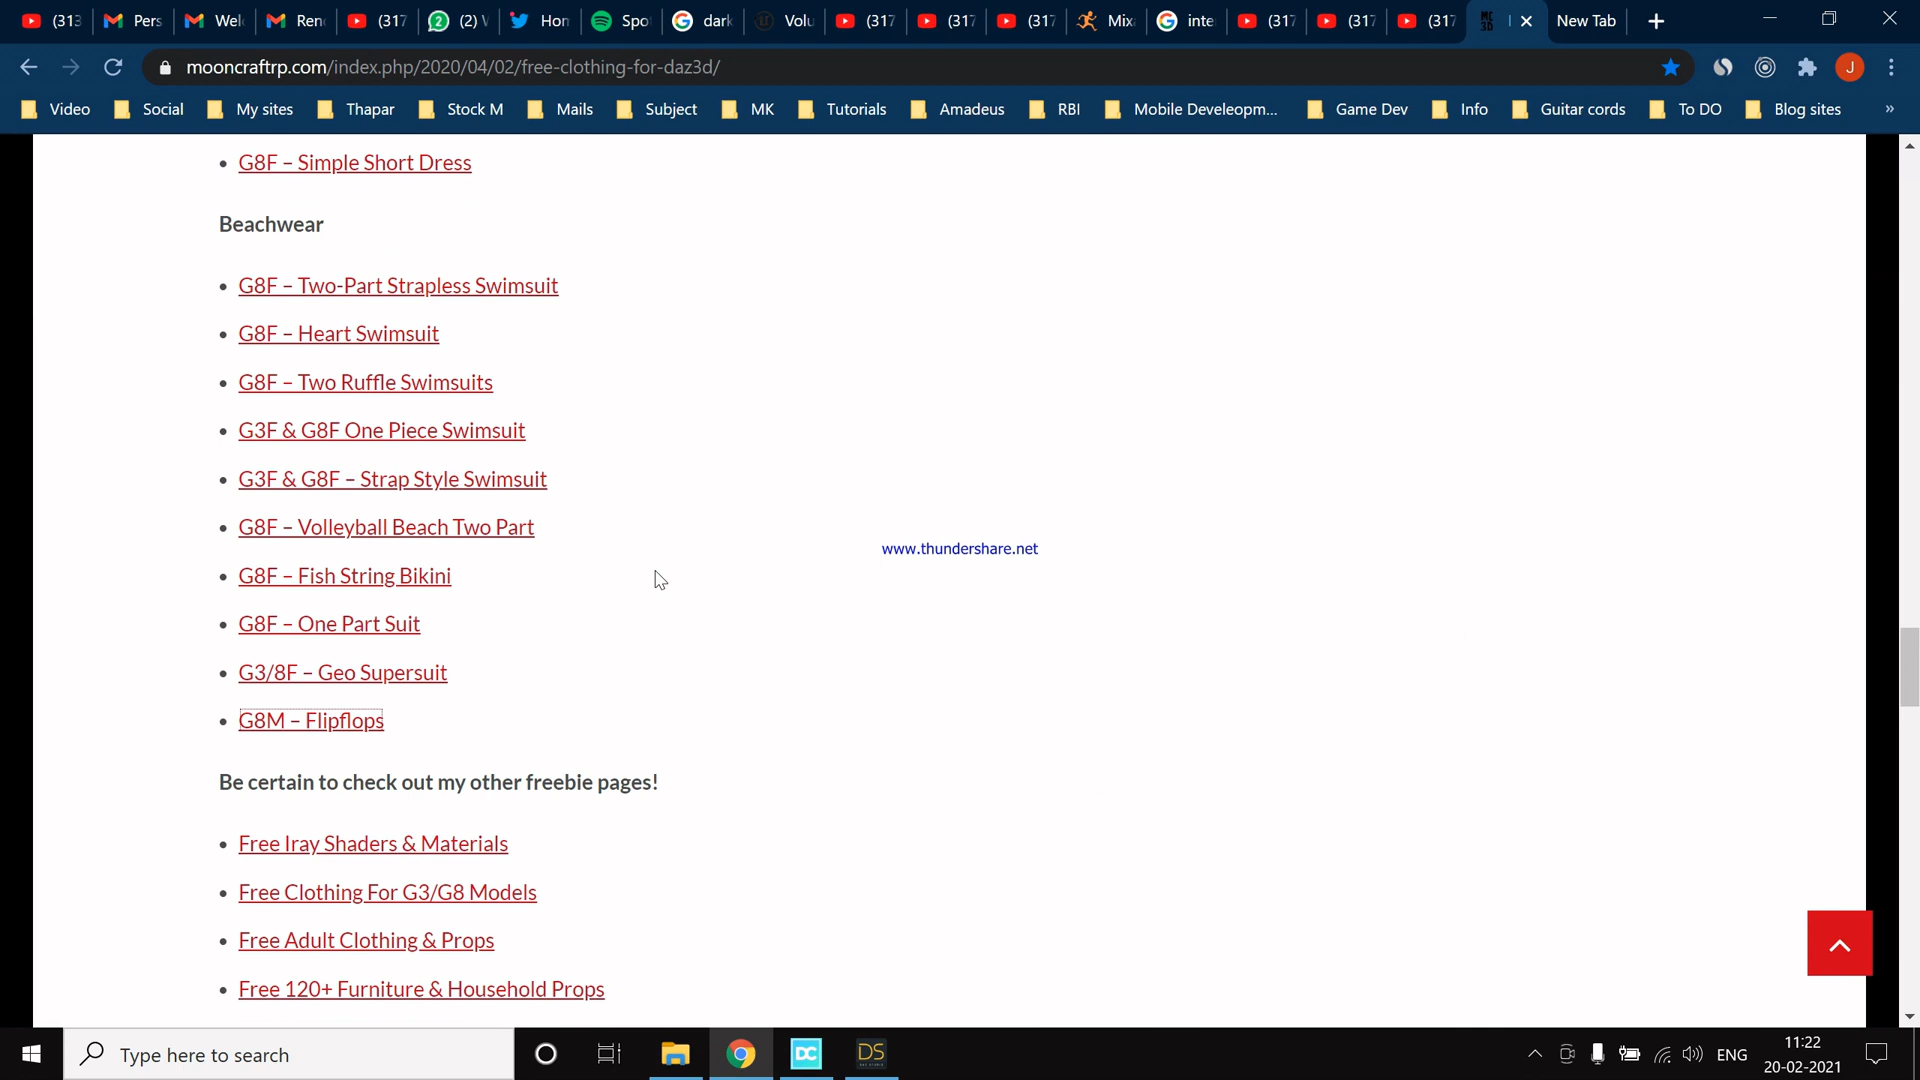 (313
Pers
Wel
Ren
(317
(2) W
Hon
Spo
dark
Volu
(317
(317
(317
Mix
inte
(317
(317
(317
MC
3D
New Tab
mooncraftrp.com/index.php/2020/04/02/free-clothing-for-daz3d/
J
Video
Social
My sites
Thapar
Stock M
Mails
Subject
MK
Tutorials
Amadeus
RBI
Mobile Develeopm...
Game Dev
Info
Guitar cords
To DO
Blog sites
»
• G8F – Simple Short Dress
Beachwear
• G8F – Two-Part Strapless Swimsuit
• G8F – Heart Swimsuit
• G8F – Two Ruffle Swimsuits
• G3F & G8F One Piece Swimsuit
• G3F & G8F – Strap Style Swimsuit
• G8F – Volleyball Beach Two Part
www.thundershare.net
• G8F – Fish String Bikini
• G8F – One Part Suit
• G3/8F – Geo Supersuit
• G8M – Flipflops
Be certain to check out my other freebie pages!
• Free Iray Shaders & Materials
• Free Clothing For G3/G8 Models
• Free Adult Clothing & Props
• Free 120+ Furniture & Household Props
Type here to search
DC
DS
ENG
11:22
20-02-2021